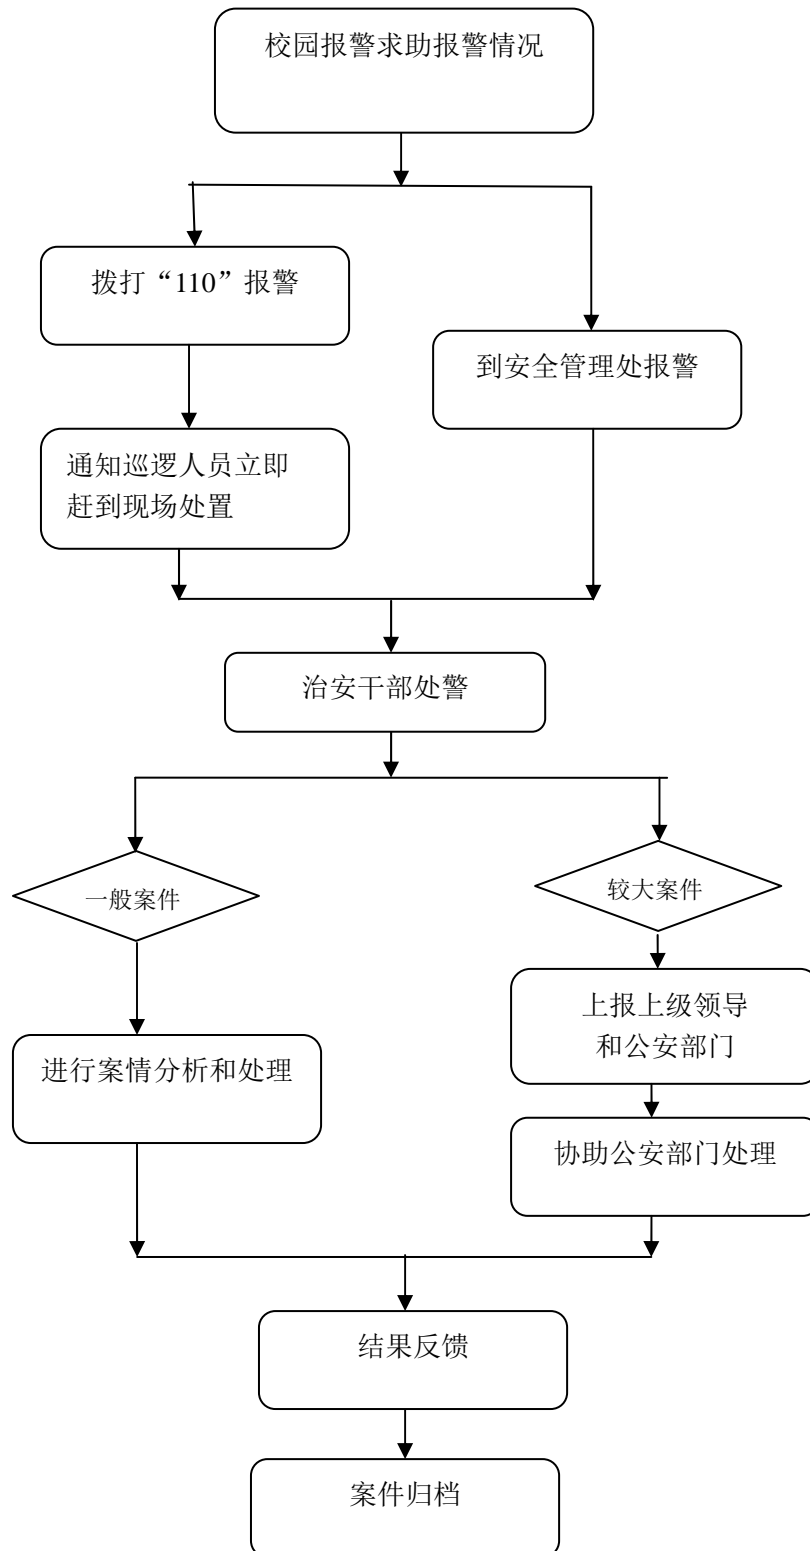 校园报警求助报警情况
拨打“110”报警
到安全管理处报警
通知巡逻人员立即
赶到现场处置
治安干部处警
一般案件
较大案件
上报上级领导
和公安部门
进行案情分析和处理
协助公安部门处理
结果反馈
案件归档